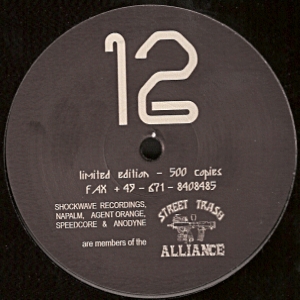 12
limited edition - 500 copies
FAX +49 - 671 - 8408485
SHOCKWAVE RECORDINGS,
NAPALM, AGENT ORANGE,
SPEEDCORE & ANODYNE
are members of the
STREET TRASH
ALLIANCE